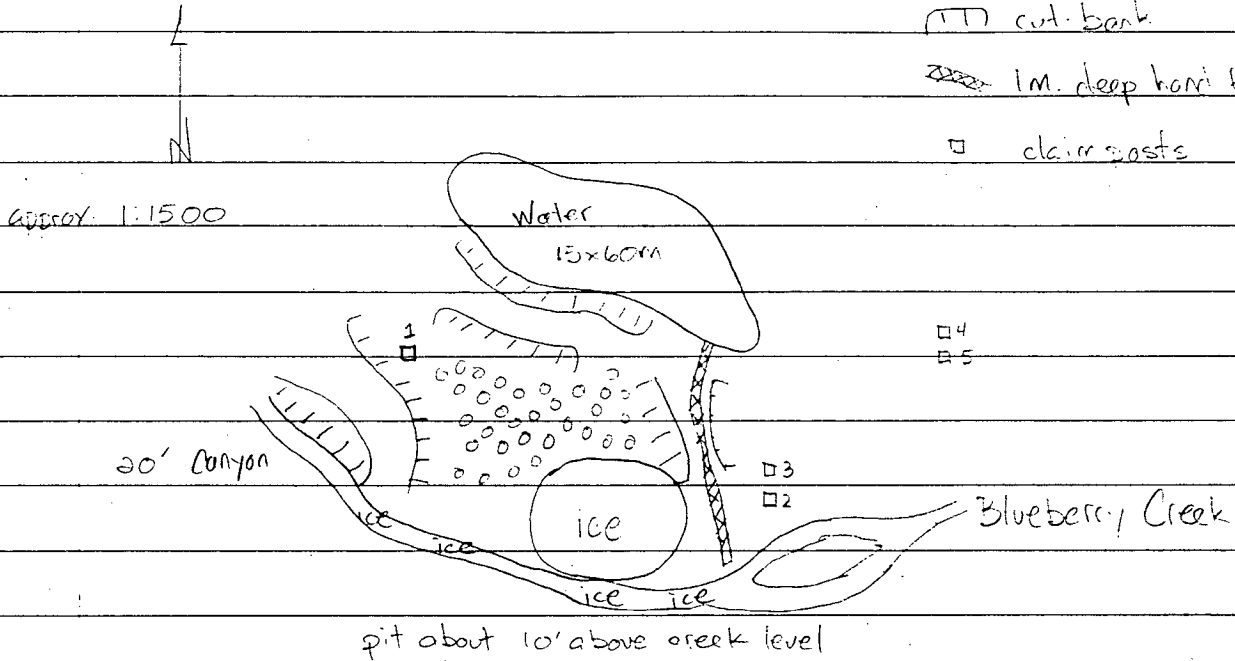 cut-bank
1M. deep hand
claim posts
N
approx. 1:1500
Water
15x60m
1
4
5
20' Canyon
3
2
ice
Blueberry Creek
ice
ice
ice
ice
pit about 10' above creek level